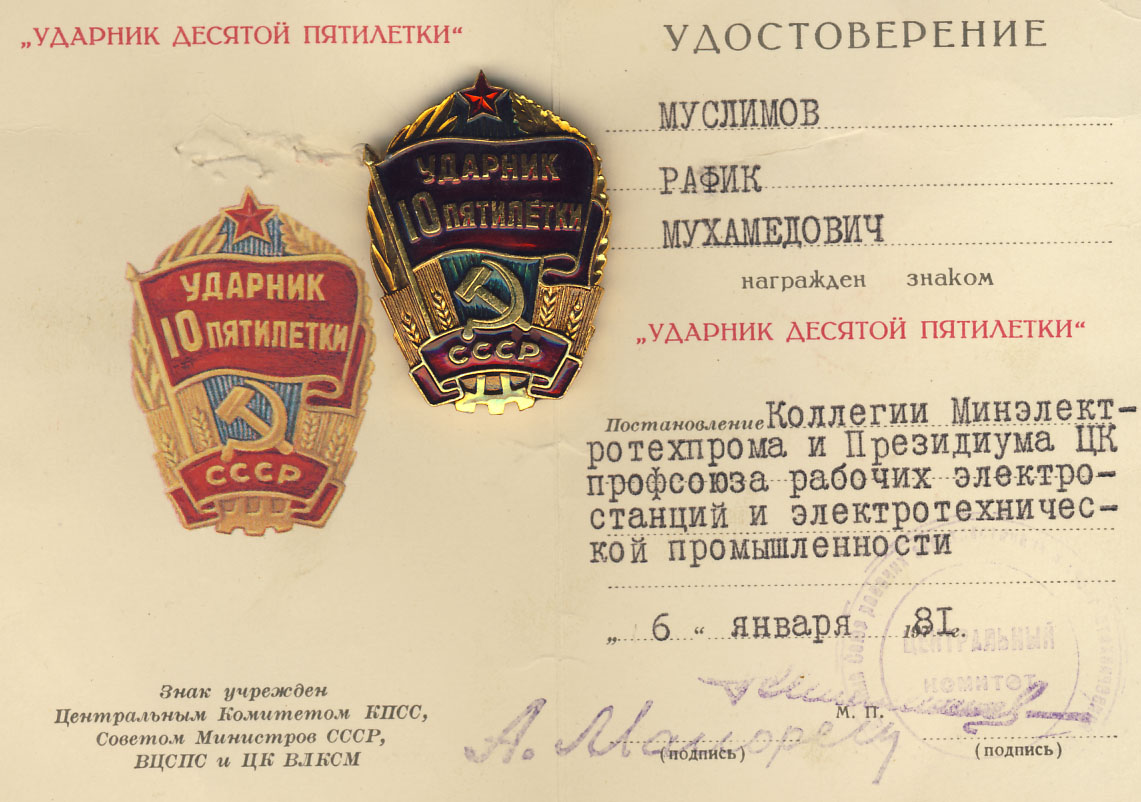 „УДАРНИК ДЕСЯТОЙ ПЯТИЛЕТКИ“
УДАРНИК
10 ПЯТИЛЕТКИ
СССР
Знак учрежден
Центральным Комитетом КПСС,
Советом Министров СССР,
ВЦСПС и ЦК ВЛКСМ
УДАРНИК
10 ПЯТИЛЕТКИ
СССР
УДОСТОВЕРЕНИЕ
МУСЛИМОВ
РАФИК
МУХАМЕДОВИЧ
награжден знаком
„УДАРНИК ДЕСЯТОЙ ПЯТИЛЕТКИ“
Постановление Коллегии Минэлект-
ротехпрома и Президиума ЦК
профсоюза рабочих электро-
станций и электротехничес-
кой промышленности
„ 6 “ января 1981 г.
ЦЕНТРАЛЬНЫЙ
КОМИТЕТ
М. П.
(подпись)
(подпись)